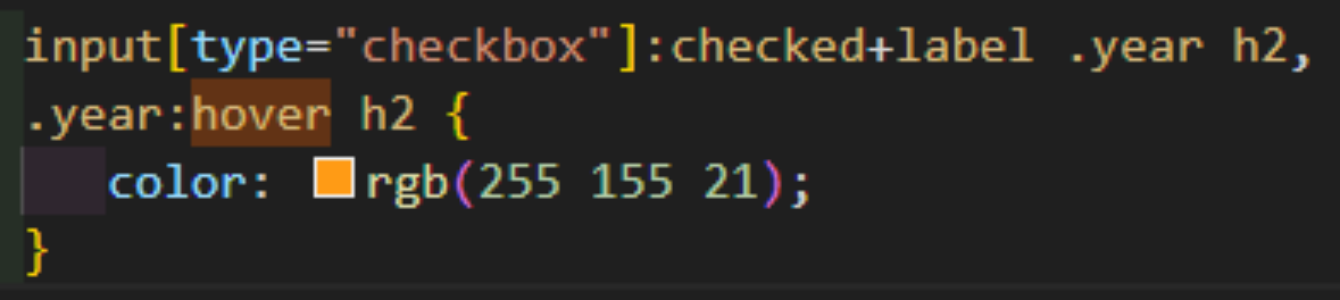 input[type="checkbox"]:checked+label .year h2,
.year:hover h2 {
color: rgb(255 155 21);
}